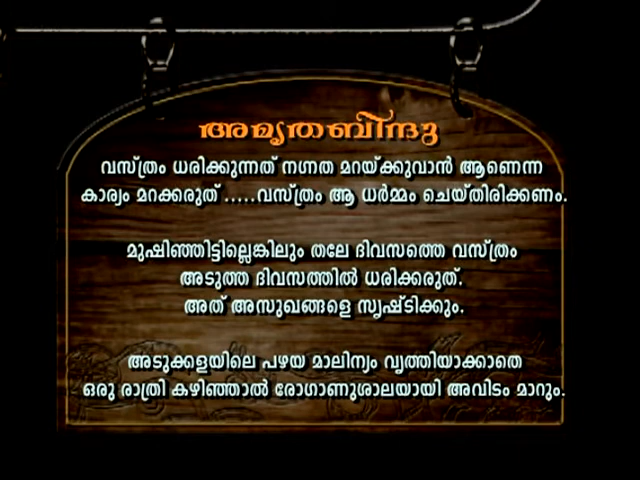 അമൃതബിന്ദു
വസ്ത്രം ധരിക്കുന്നത് നഗ്നത മറയ്ക്കുവാൻ ആണെന്ന
കാര്യം മറക്കരുത് .....വസ്ത്രം ആ ധർമ്മം ചെയ്തിരിക്കണം.
മുഷിഞ്ഞിട്ടില്ലെങ്കിലും തലേ ദിവസത്തെ വസ്ത്രം
അടുത്ത ദിവസത്തിൽ ധരിക്കരുത്.
അത് അസുഖങ്ങളെ സൃഷ്ടിക്കും.
അടുക്കളയിലെ പഴയ മാലിന്യം വൃത്തിയാക്കാതെ
ഒരു രാത്രി കഴിഞ്ഞാൽ രോഗാണുശാലയായി അവിടം മാറും.